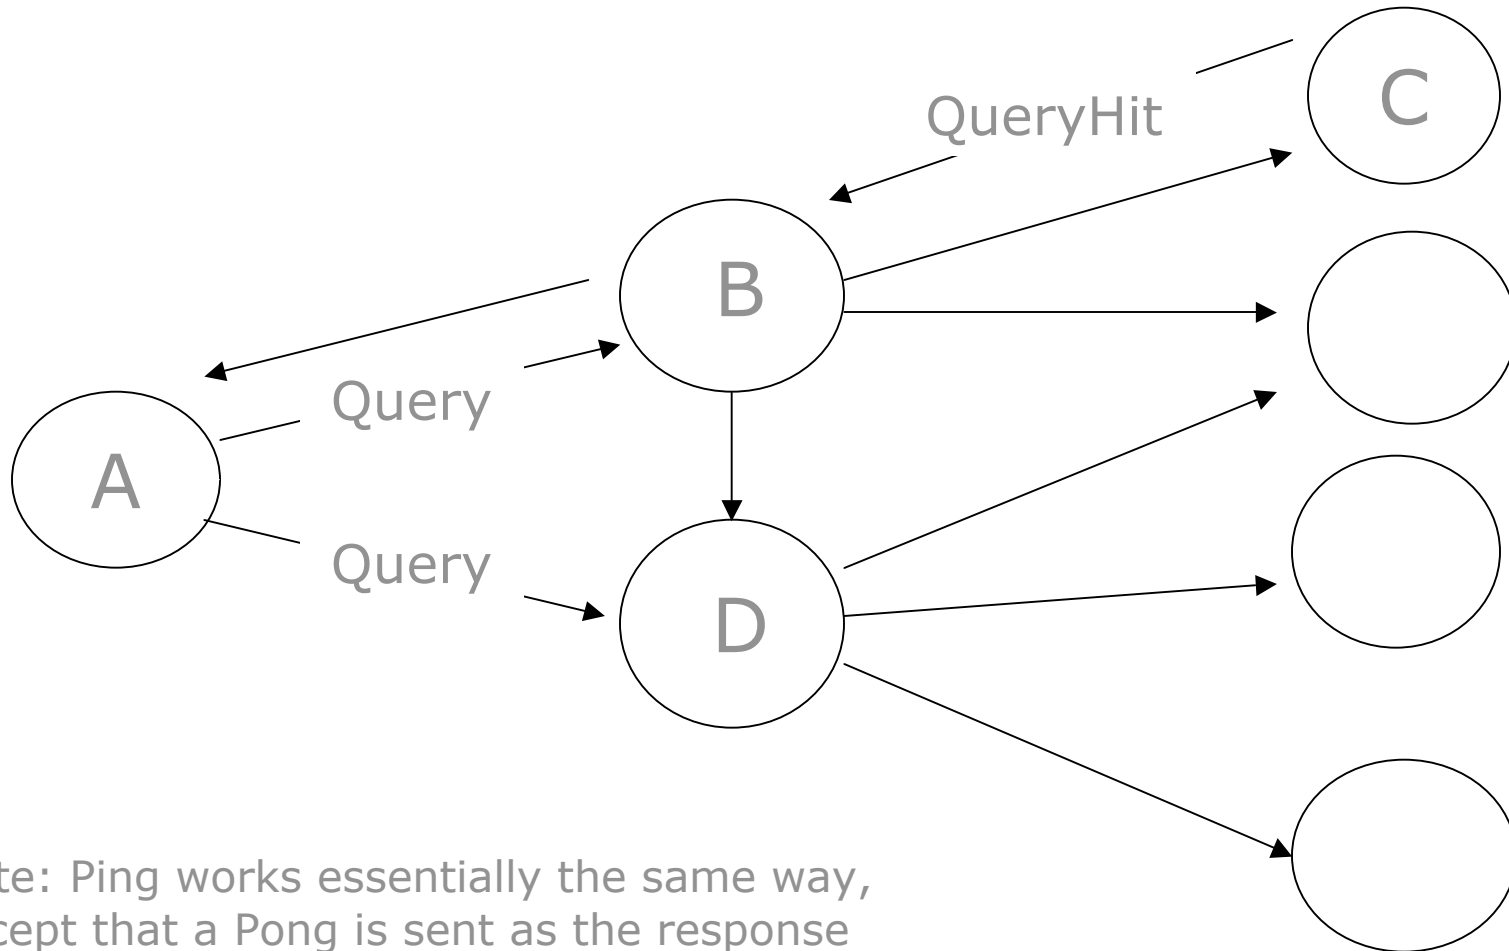 C
QueryHit
B
Query
A
Query
D
te: Ping works essentially the same way,
cept that a Pong is sent as the response